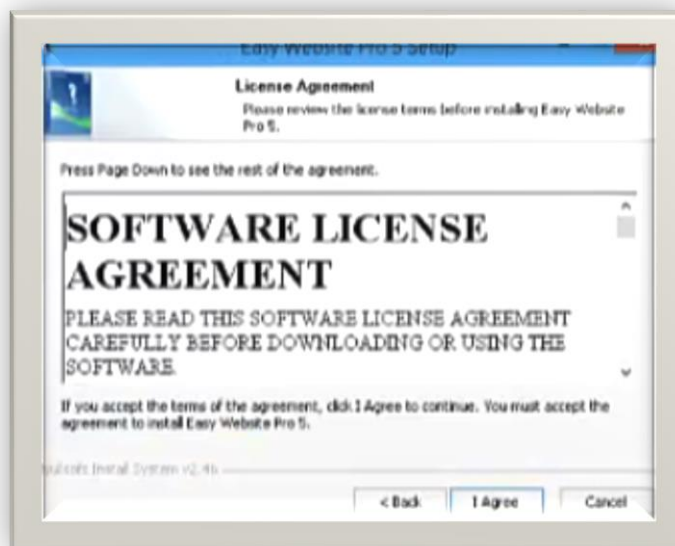 Easy Website Pro 5 Setup
License Agreement
Please review the license terms before installing Easy Website
Pro 5.
Press Page Down to see the rest of the agreement.
SOFTWARE LICENSE
AGREEMENT
PLEASE READ THIS SOFTWARE LICENSE AGREEMENT
CAREFULLY BEFORE DOWNLOADING OR USING THE
SOFTWARE.
If you accept the terms of the agreement, click I Agree to continue. You must accept the
agreement to install Easy Website Pro 5.
Install System v2.46
< Back I Agree Cancel